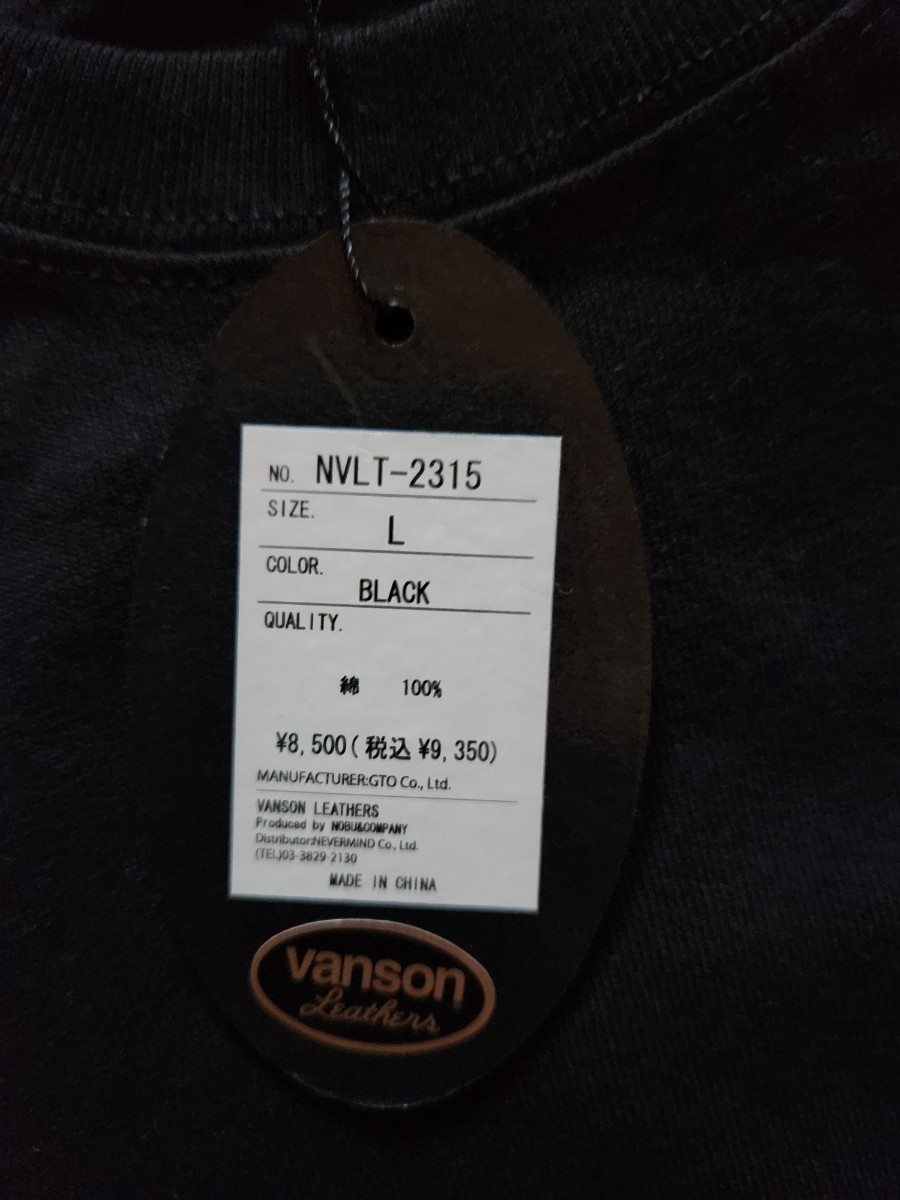 NO. NVLT-2315
SIZE.
L
COLOR.
BLACK
QUALITY.
綿 100%
¥8,500(税込¥9,350)
MANUFACTURER:GTO Co., Ltd.
VANSON LEATHERS
Produced by NOBU&COMPANY
Distributor:NEVERMIND Co., Ltd.
(TEL)03-3829-2130
MADE IN CHINA
vanson
Leathers